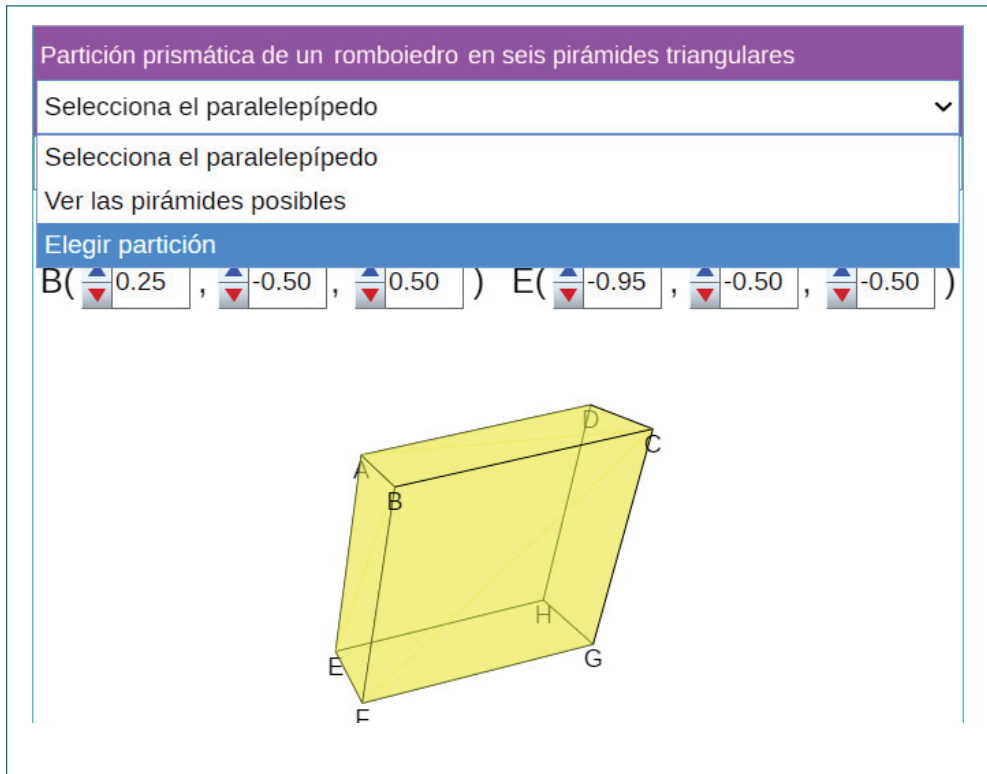 Partición prismática de un romboiedro en seis pirámides triangulares
Selecciona el paralelepípedo
Selecciona el paralelepípedo
Ver las pirámides posibles
Elegir partición
B( 0.25 , -0.50 , 0.50 ) E( -0.95 , -0.50 , -0.50 )
D
C
A
B
H
E
G
F